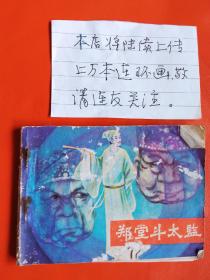 本店将陆续上传
上万本连环画,敬
请连友关注。
郑堂斗太监